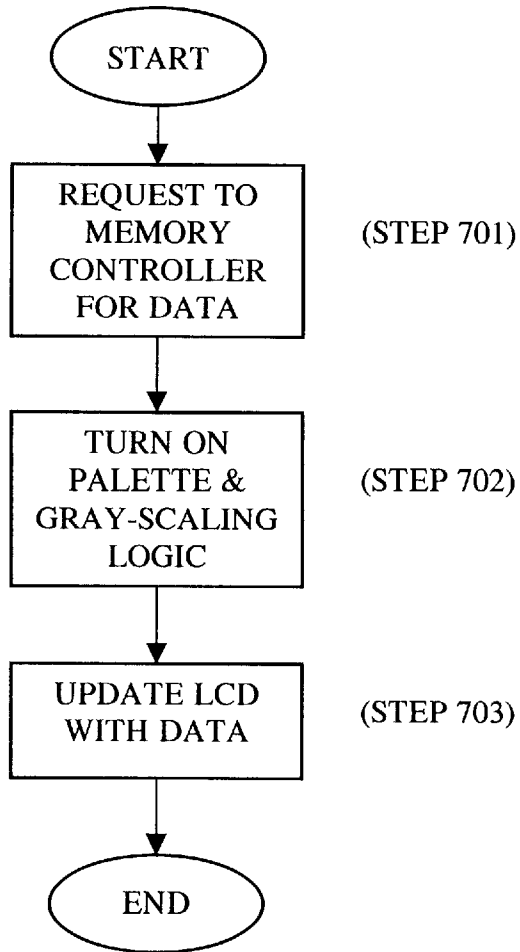 START
REQUEST TO
MEMORY
CONTROLLER
FOR DATA
(STEP 701)
TURN ON
PALETTE &
GRAY-SCALING
LOGIC
(STEP 702)
UPDATE LCD
WITH DATA
(STEP 703)
END